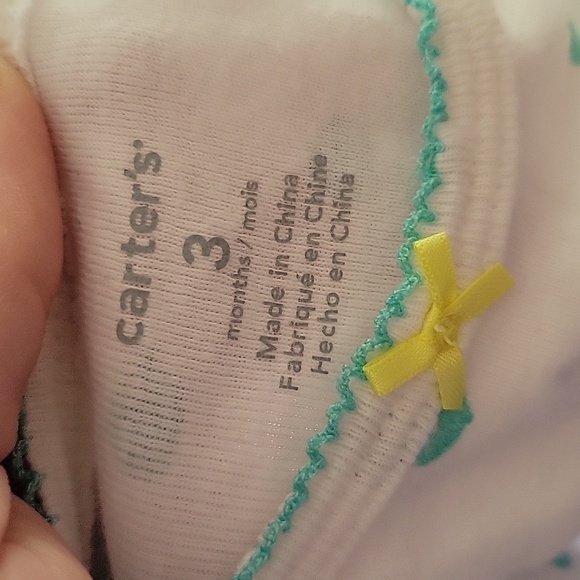 carter's
3
months / mois
Made in China
Fabriqué en Chine
Hecho en China